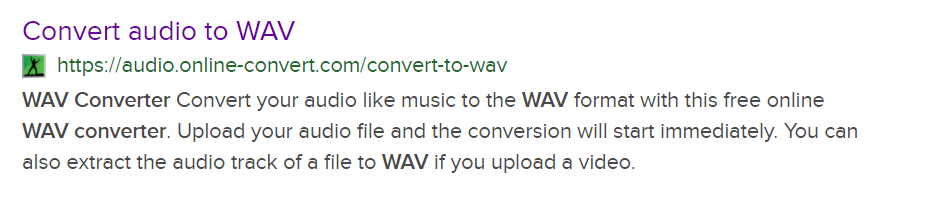 Convert audio to WAV
https://audio.online-convert.com/convert-to-wav
WAV Converter Convert your audio like music to the WAV format with this free online
WAV converter. Upload your audio file and the conversion will start immediately. You can
also extract the audio track of a file to WAV if you upload a video.